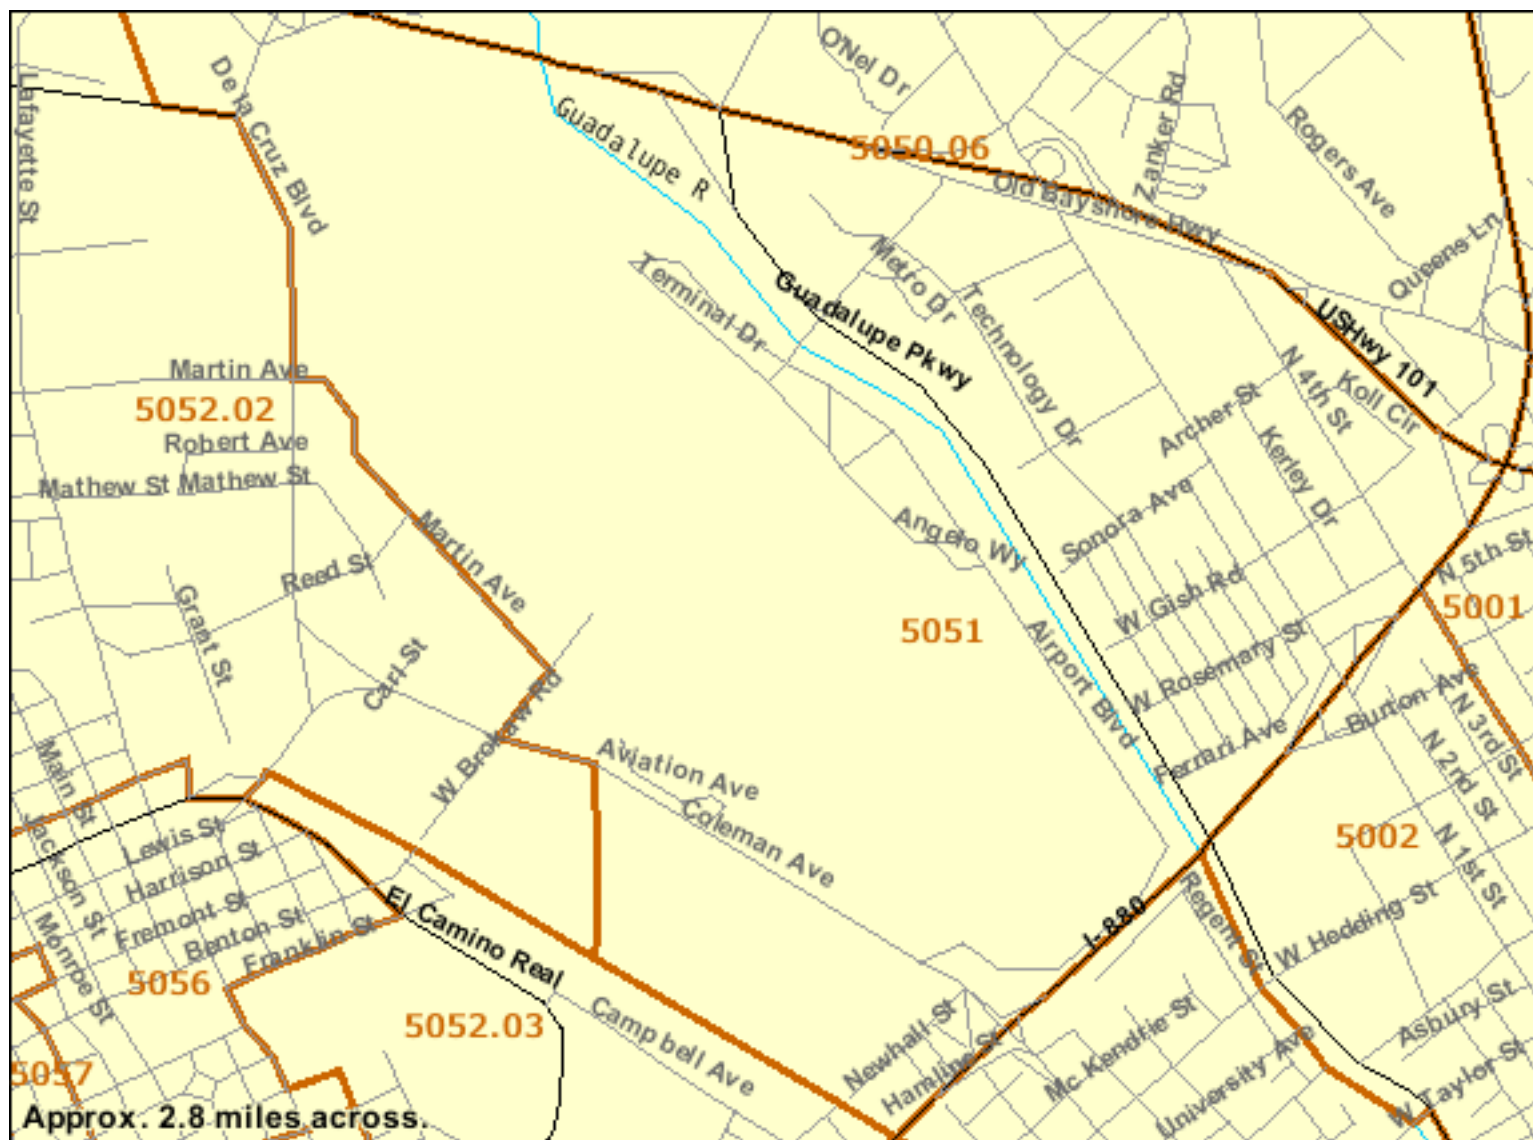 O'Nel Dr
De la Cruz Blvd
Lafayette St
Guadalupe R
5050.06
Zanker Rd
Rogers Ave
Old Bayshore Hwy
Queens Ln
Terminal Dr
Metro Dr
Guadalupe Pkwy
Technology Dr
USHwy 101
N 4th St
Koll Cir
Martin Ave
5052.02
Robert Ave
Mathew St
Mathew St
Archer St
Kerley Dr
Sonora Ave
Angelo Wy
Martin Ave
Reed St
Grant St
W Gish Rd
N 5th St
5001
5051
Airport Blvd
W Rosemary St
Carl St
W Brokaw Rd
Burton Ave
N 3rd St
N 2nd St
Ferrari Ave
Aviation Ave
Coleman Ave
Main St
Jackson St
Lewis St
Harrison St
Fremont St
Benton St
Franklin St
Monroe St
5002
N 1st St
El Camino Real
I-880
Regent St
W Hedding St
5056
5052.03
Campbell Ave
Newhall St
Hamline St
Mc Kendrie St
University Ave
Asbury St
W Taylor St
5057
Approx. 2.8 miles across.